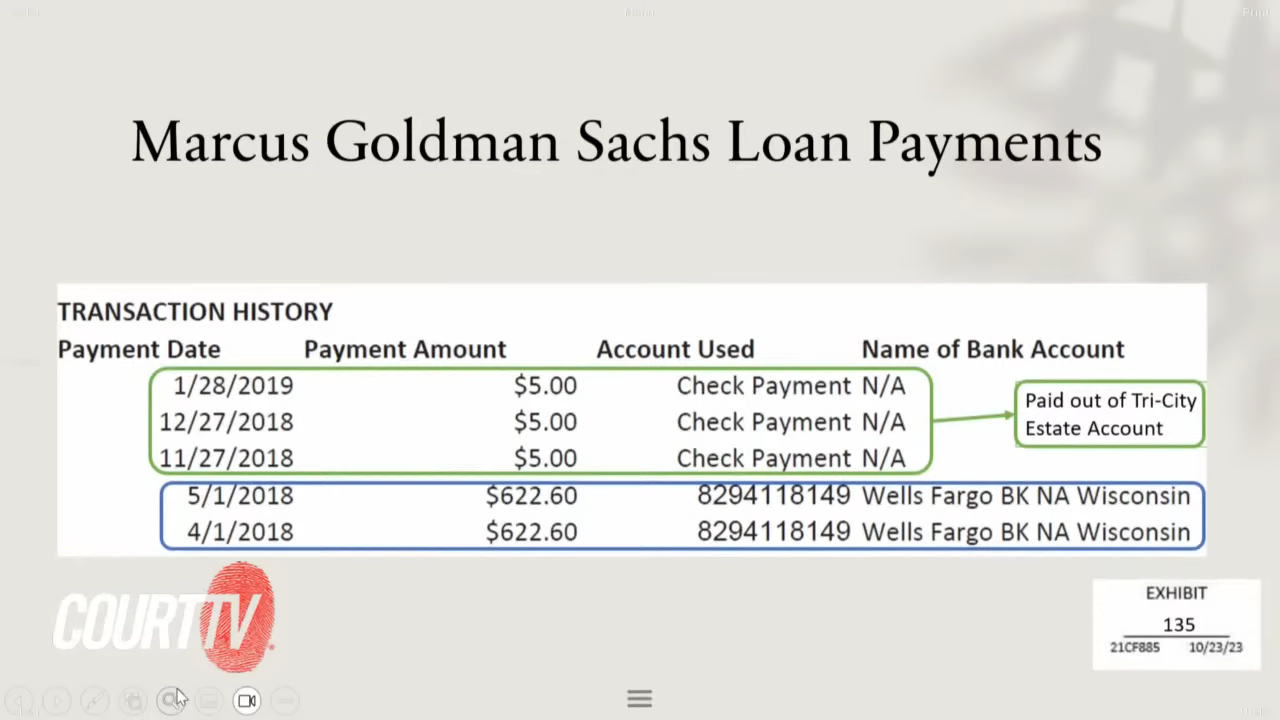 Marcus Goldman Sachs Loan Payments
TRANSACTION HISTORY
Payment Date Payment Amount Account Used Name of Bank Account
1/28/2019 $5.00 Check Payment N/A
12/27/2018 $5.00 Check Payment N/A
11/27/2018 $5.00 Check Payment N/A
Paid out of Tri-City
Estate Account
5/1/2018 $622.60 8294118149 Wells Fargo BK NA Wisconsin
4/1/2018 $622.60 8294118149 Wells Fargo BK NA Wisconsin
COURT TV
EXHIBIT
135
21CF885 10/23/23